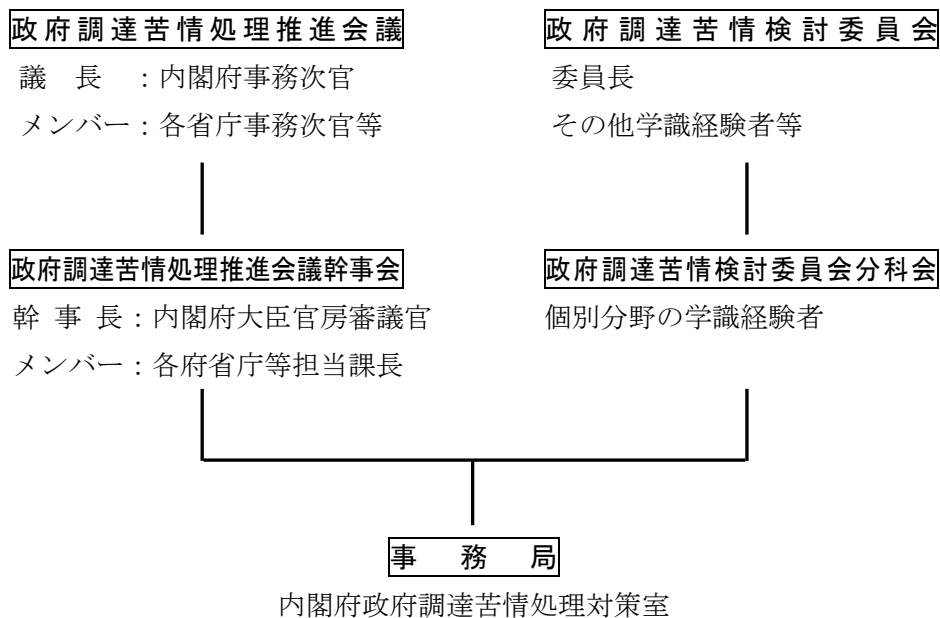 政府調達苦情処理推進会議
議　長　：内閣府事務次官
メンバー：各省庁事務次官等
政府調達苦情検討委員会
委員長
その他学識経験者等
政府調達苦情処理推進会議幹事会
幹 事 長：内閣府大臣官房審議官
メンバー：各府省庁等担当課長
政府調達苦情検討委員会分科会
個別分野の学識経験者
事　務　局
内閣府政府調達苦情処理対策室